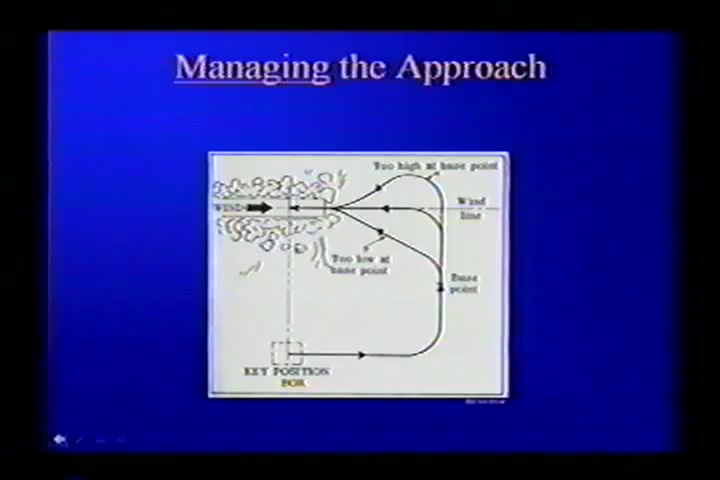 Managing the Approach
Too high at base point
WIND
Wind
line
Too low at
base point
Base
point
KEY POSITION
BOX